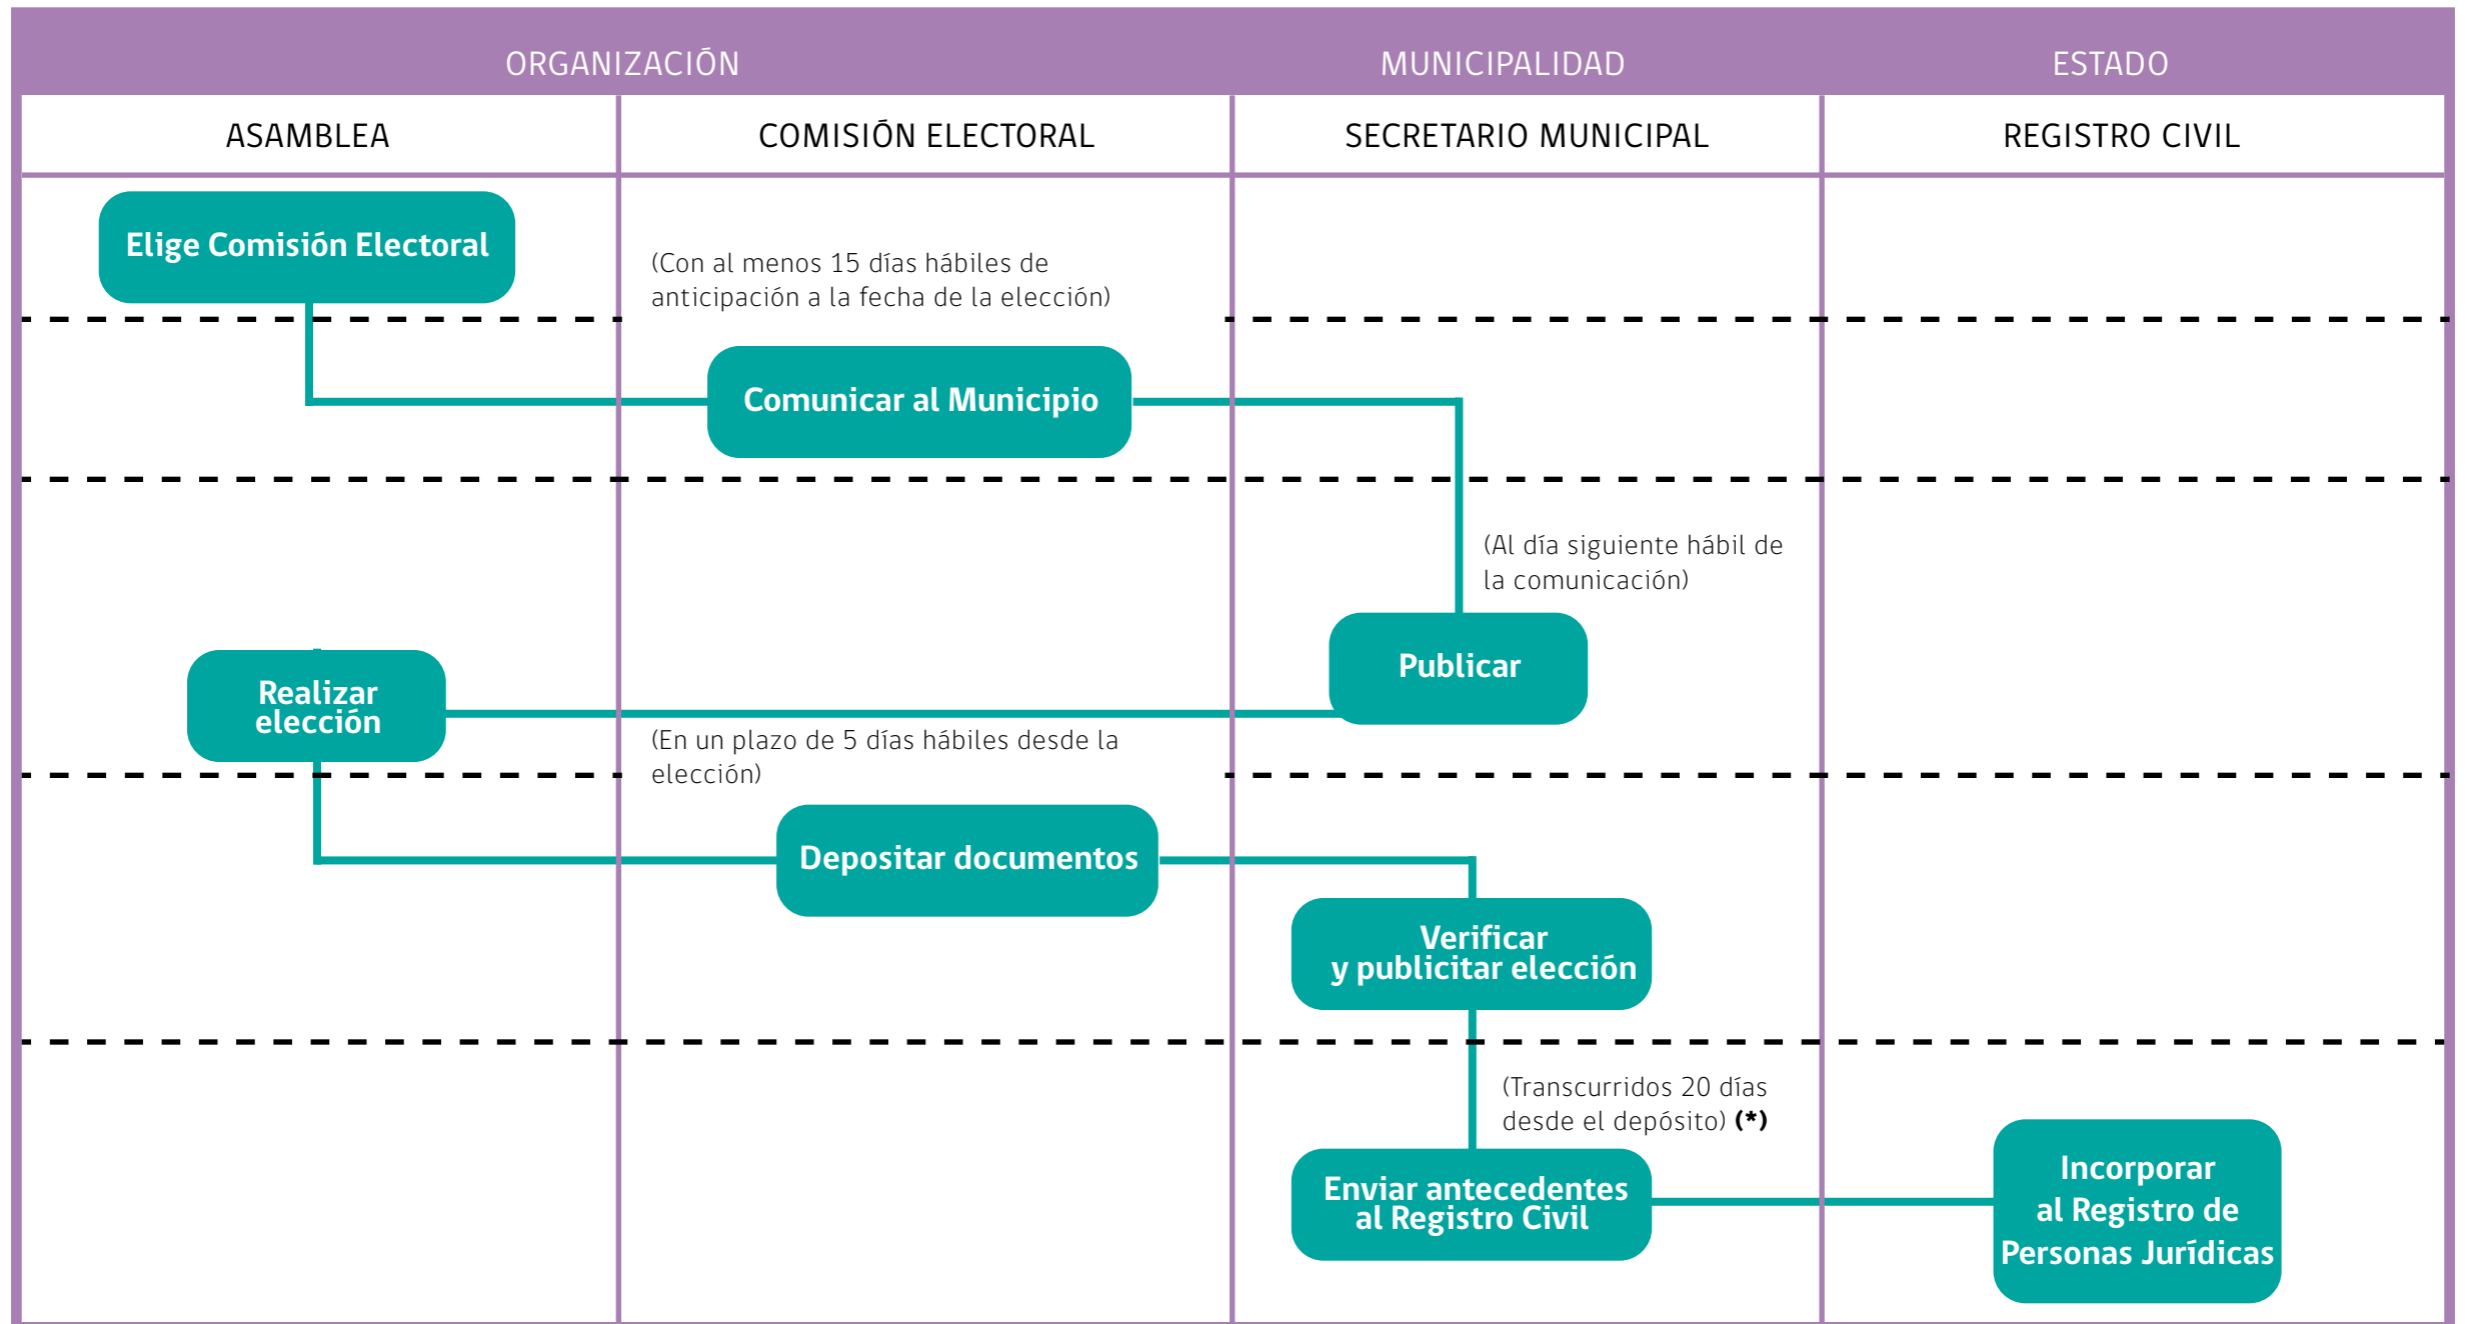 ORGANIZACIÓN
MUNICIPALIDAD
ESTADO
ASAMBLEA
COMISIÓN ELECTORAL
SECRETARIO MUNICIPAL
REGISTRO CIVIL
Elige Comisión Electoral
(Con al menos 15 días hábiles de
anticipación a la fecha de la elección)
Comunicar al Municipio
(Al día siguiente hábil de
la comunicación)
Publicar
Realizar
elección
(En un plazo de 5 días hábiles desde la
elección)
Depositar documentos
Verificar
y publicitar elección
(Transcurridos 20 días
desde el depósito) (*)
Enviar antecedentes
al Registro Civil
Incorporar
al Registro de
Personas Jurídicas